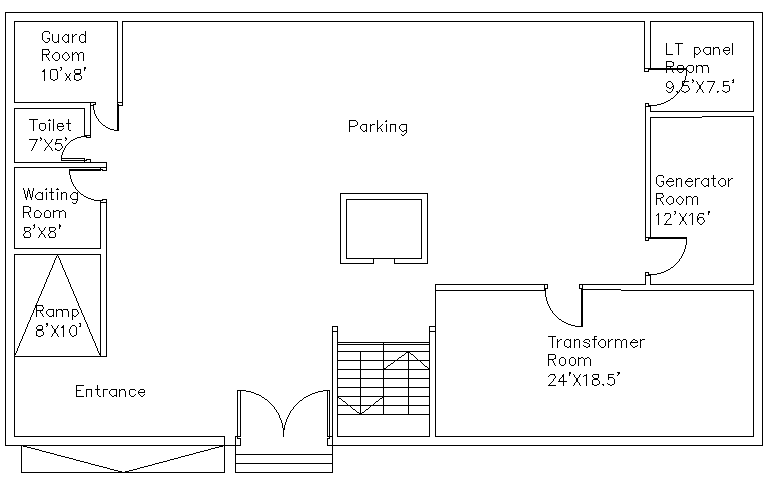 Guard
Room
10'x8'
Toilet
7'X5'
Waiting
Room
8'X8'
Ramp
8'X10'
Entrance
Parking
LT panel
Room
9.5'X7.5'
Generator
Room
12'X16'
Transformer
Room
24'X18.5'